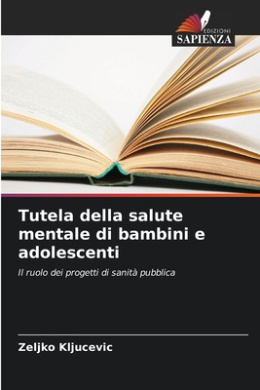 EDIZIONI
SAPIENZA
Tutela della salute
mentale di bambini e
adolescenti
Il ruolo dei progetti di sanità pubblica
Zeljko Kljucevic